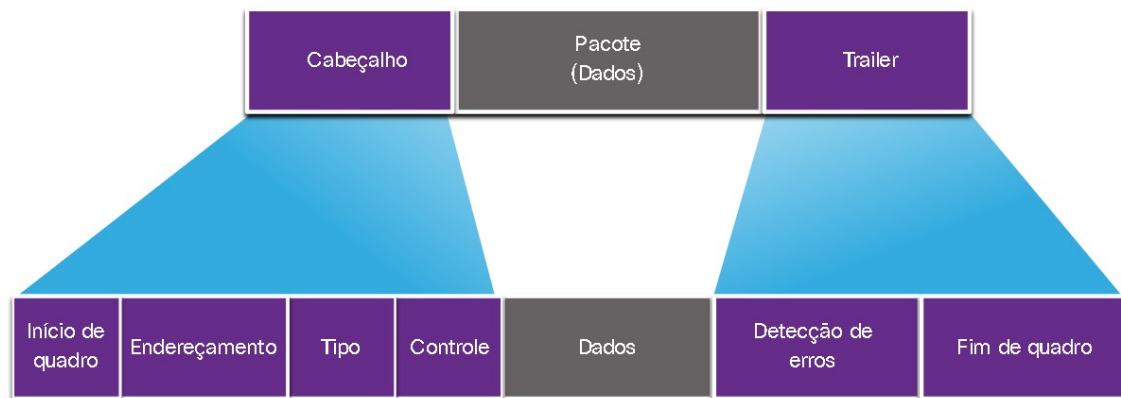 Cabeçalho
Pacote
(Dados)
Trailer
Início de
quadro
Endereçamento
Tipo
Controle
Dados
Detecção de
erros
Fim de quadro